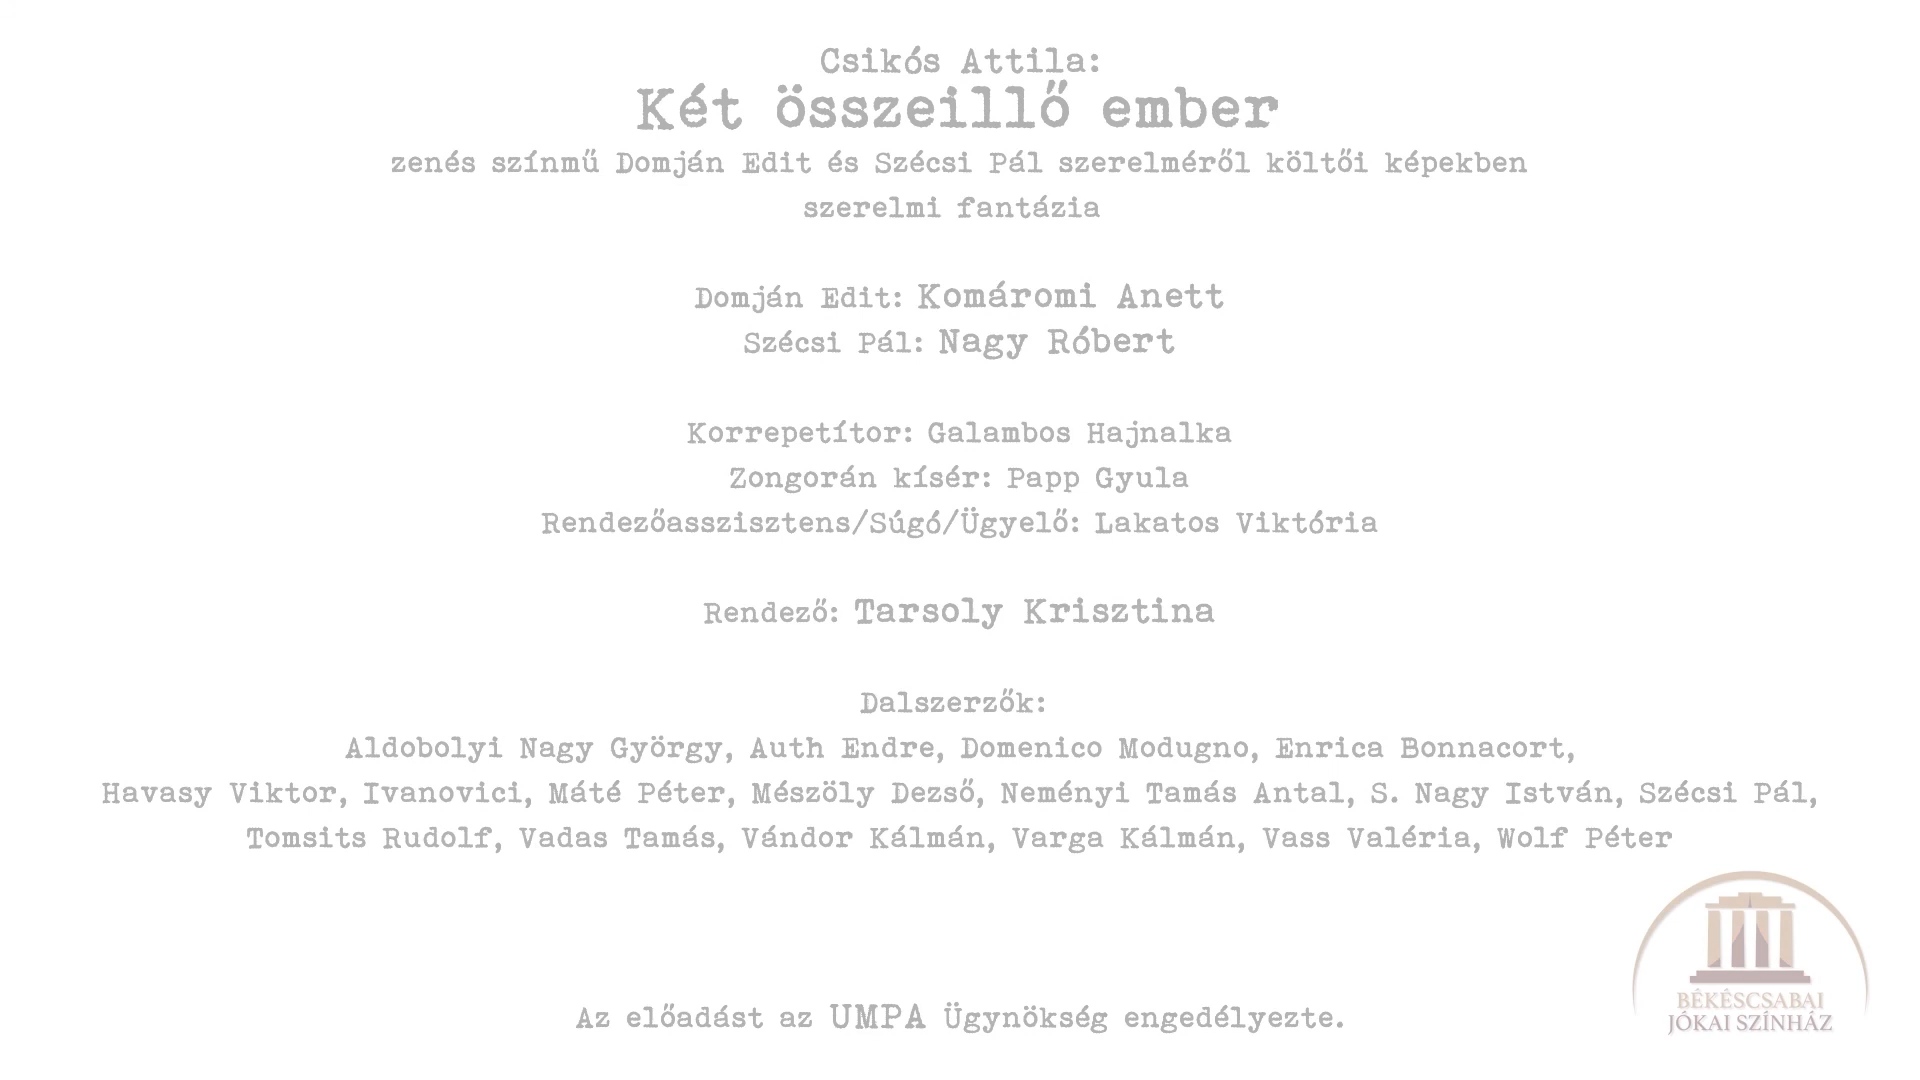 Csikós Attila:
Két összeillő ember
zenés színmű Domján Edit és Szécsi Pál szerelméről költői képekben
szerelmi fantázia
Domján Edit: Komáromi Anett
Szécsi Pál: Nagy Róbert
Korrepetítor: Galambos Hajnalka
Zongorán kísér: Papp Gyula
Rendezőasszisztens/Súgó/Ügyelő: Lakatos Viktória
Rendező: Tarsoly Krisztina
Dalszerzők:
Aldobolyi Nagy György, Auth Endre, Domenico Modugno, Enrica Bonnacort,
Havasy Viktor, Ivanovici, Máté Péter, Mészöly Dezső, Neményi Tamás Antal, S. Nagy István, Szécsi Pál,
Tomsits Rudolf, Vadas Tamás, Vándor Kálmán, Varga Kálmán, Vass Valéria, Wolf Péter
Az előadást az UMPA Ügynökség engedélyezte.
BÉKÉSCSABAI
JÓKAI SZÍNHÁZ